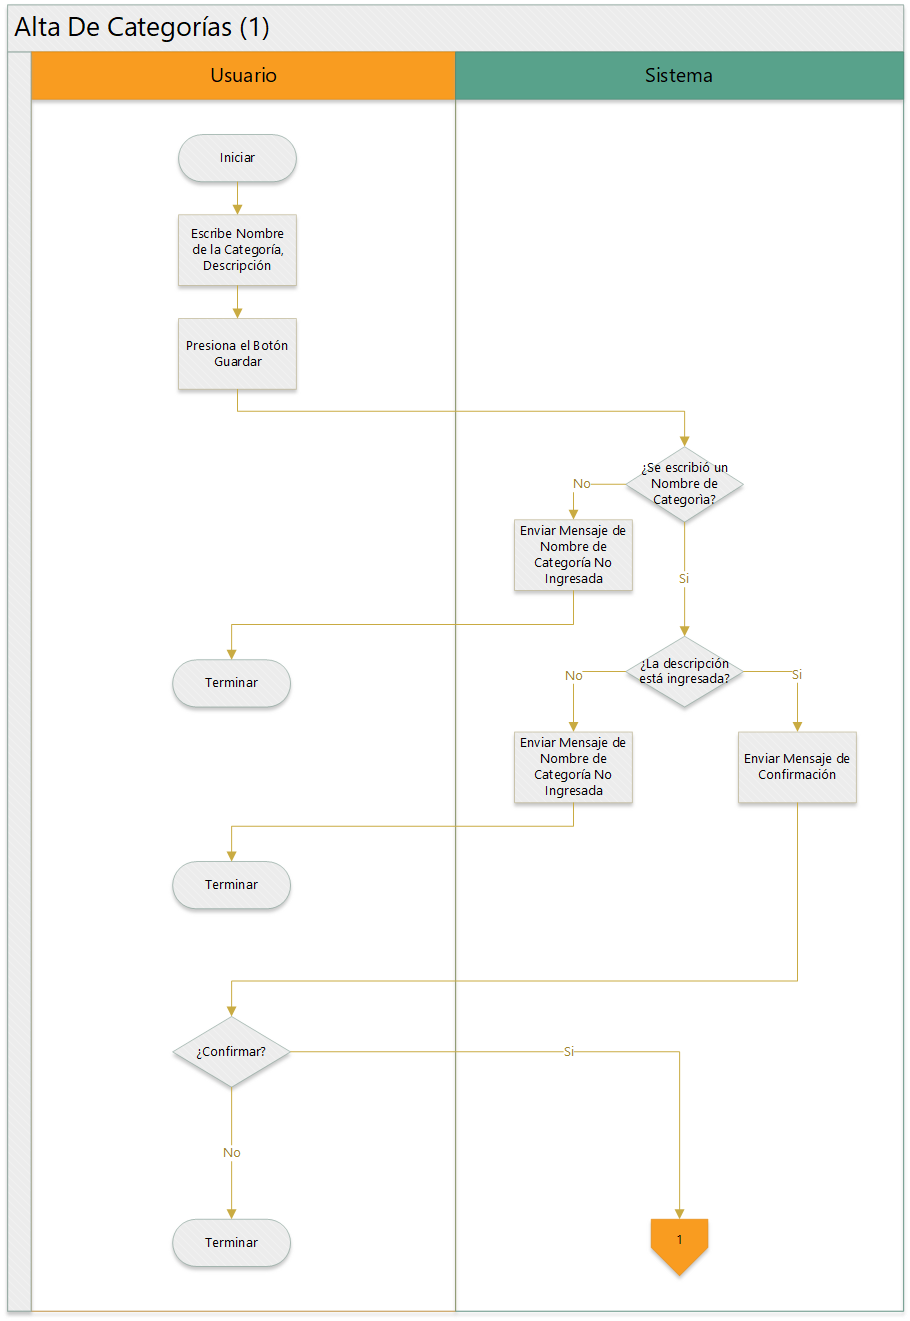 Alta De Categorías (1)
Usuario
Sistema
Iniciar
Escribe Nombre
de la Categoría,
Descripción
Presiona el Botón
Guardar
¿Se escribió un
Nombre de
Categorìa?
No
Enviar Mensaje de
Nombre de
Categoría No
Ingresada
Si
Terminar
¿La descripción
está ingresada?
No
Si
Enviar Mensaje de
Nombre de
Categoría No
Ingresada
Enviar Mensaje de
Confirmación
Terminar
¿Confirmar?
Si
No
Terminar
1